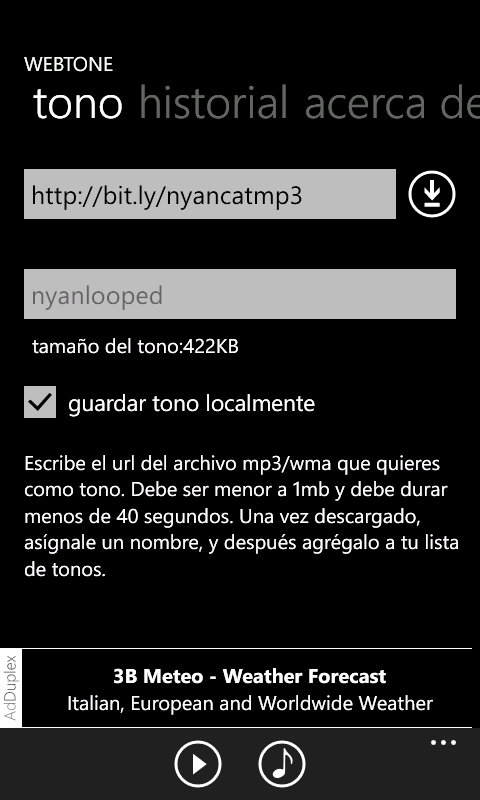 WEBTONE
tono historial acerca de
http://bit.ly/nyancatmp3
nyanlooped
tamaño del tono:422KB
guardar tono localmente
Escribe el url del archivo mp3/wma que quieres
como tono. Debe ser menor a 1mb y debe durar
menos de 40 segundos. Una vez descargado,
asígnale un nombre, y después agrégalo a tu lista
de tonos.
AdDuplex
3B Meteo - Weather Forecast
Italian, European and Worldwide Weather